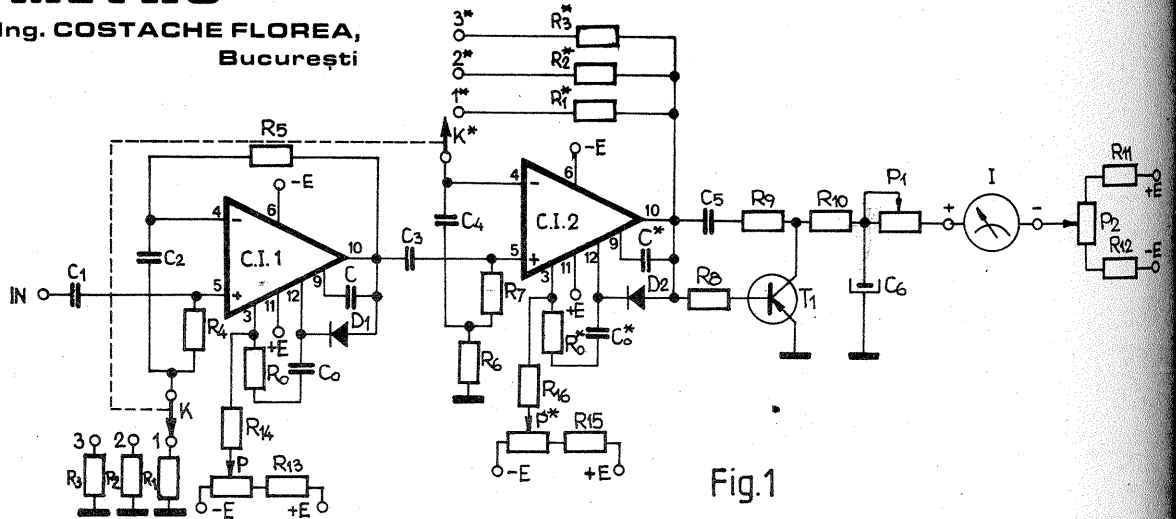 Ing. COSTACHE FLOREA,
București
3* R3*
2* R2*
1* R1*
K*
R5
-E
-E
4 − 6
4 − 6
C2 C.I.1 10 C3 C4 C.I.2 10 C5 R9 R10 P1 I R11
+E
P2
R12
-E
C1
IN
5 + 9 C
5 + 9 C*
3 11 12
3 11 12
R4 +E D1 R7 +E D2 R8 T1 C6
R0 C0 R6 R0* C0*
K R14 R16
3 2 1 P R13 P* R15
R3 R2 R1 -E +E -E +E
+ -
Fig.1